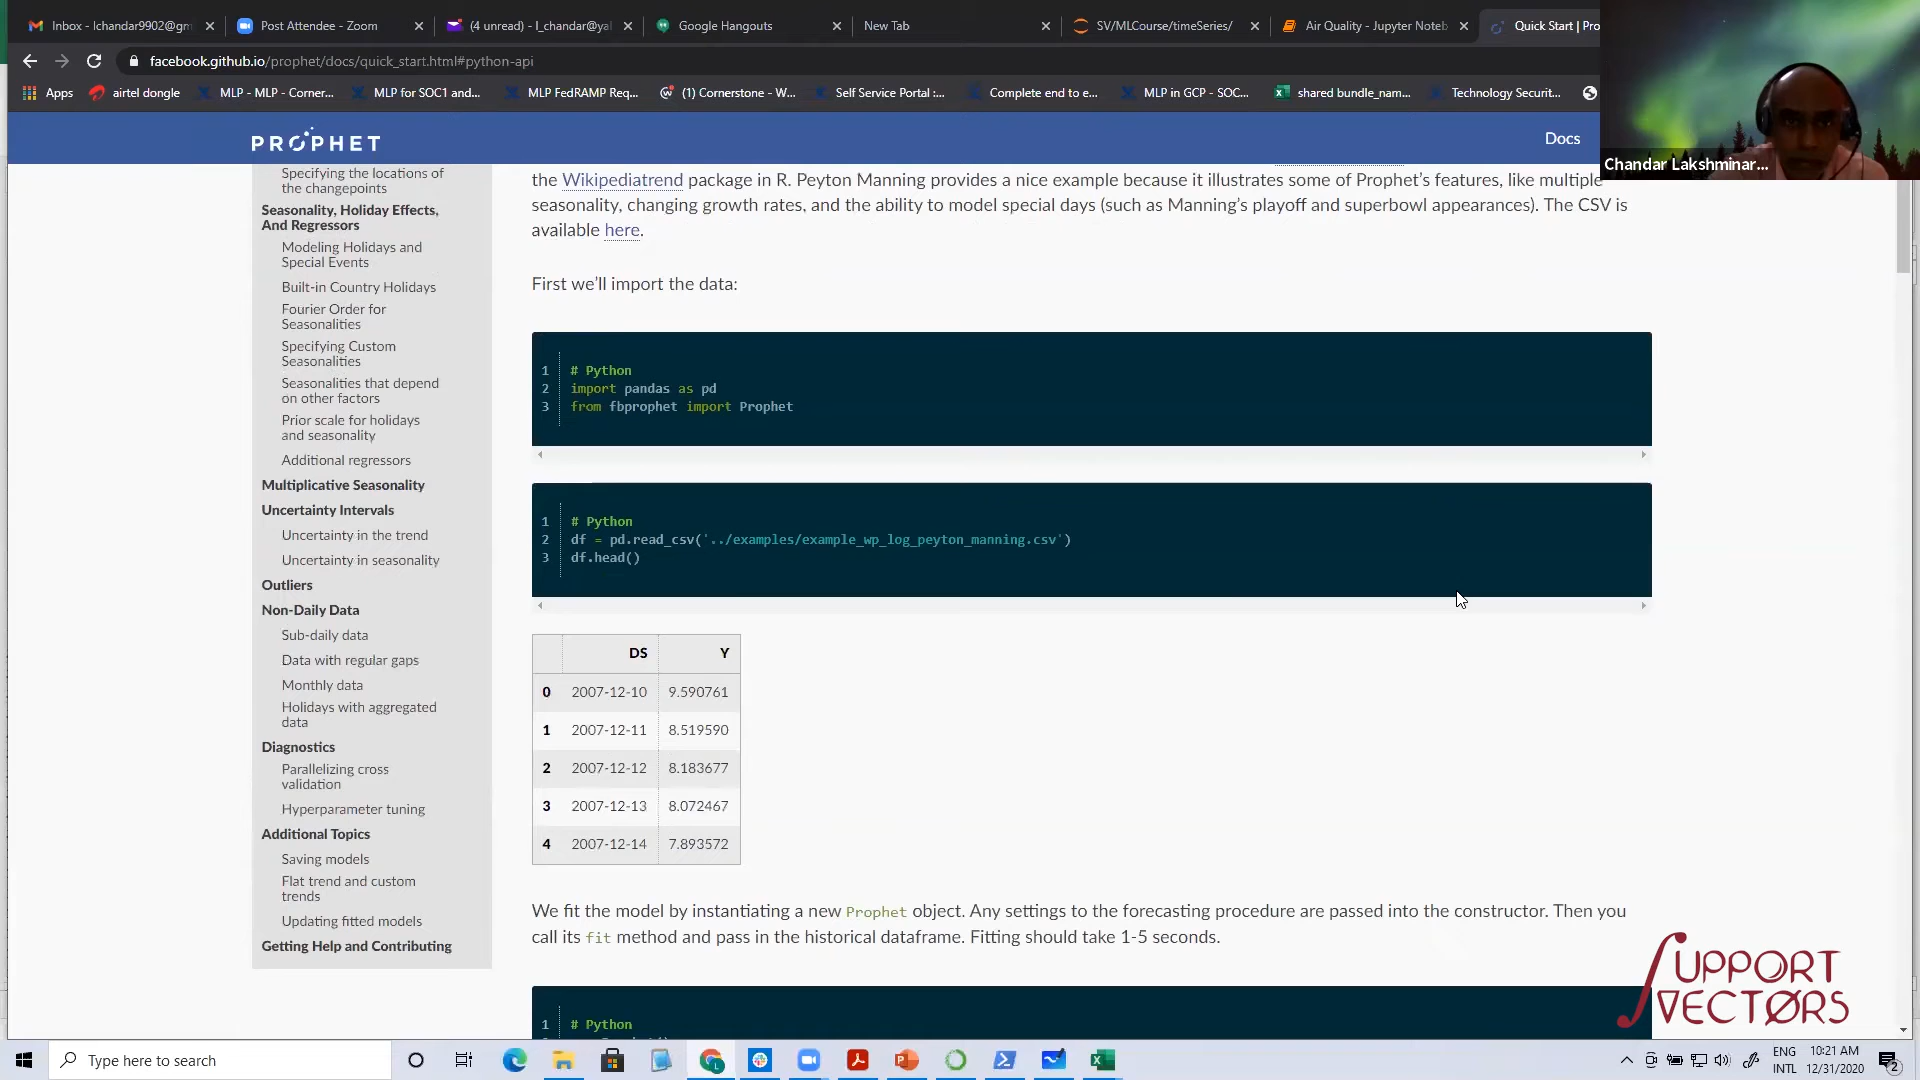 Inbox - lchandar9902@gm
Post Attendee - Zoom
(4 unread) - l_chandar@yal
Google Hangouts
New Tab
SV/MLCourse/timeSeries/
Air Quality - Jupyter Noteb
Quick Start | Pro
facebook.github.io/prophet/docs/quick_start.html#python-api
Apps
airtel dongle
MLP - MLP - Corner...
MLP for SOC1 and...
MLP FedRAMP Req...
(1) Cornerstone - W...
Self Service Portal :...
Complete end to e...
MLP in GCP - SOC...
shared bundle_nam...
Technology Securit...
PROPHET
Docs
Chandar Lakshminar...
Specifying the locations of
the changepoints
Seasonality, Holiday Effects,
And Regressors
Modeling Holidays and
Special Events
Built-in Country Holidays
Fourier Order for
Seasonalities
Specifying Custom
Seasonalities
Seasonalities that depend
on other factors
Prior scale for holidays
and seasonality
Additional regressors
Multiplicative Seasonality
Uncertainty Intervals
Uncertainty in the trend
Uncertainty in seasonality
Outliers
Non-Daily Data
Sub-daily data
Data with regular gaps
Monthly data
Holidays with aggregated
data
Diagnostics
Parallelizing cross
validation
Hyperparameter tuning
Additional Topics
Saving models
Flat trend and custom
trends
Updating fitted models
Getting Help and Contributing
the Wikipediatrend package in R. Peyton Manning provides a nice example because it illustrates some of Prophet's features, like multiple
seasonality, changing growth rates, and the ability to model special days (such as Manning's playoff and superbowl appearances). The CSV is
available here.
First we'll import the data:
1 # Python
2 import pandas as pd
3 from fbprophet import Prophet
1 # Python
2 df = pd.read_csv('../examples/example_wp_log_peyton_manning.csv')
3 df.head()
DS Y
0 2007-12-10 9.590761
1 2007-12-11 8.519590
2 2007-12-12 8.183677
3 2007-12-13 8.072467
4 2007-12-14 7.893572
We fit the model by instantiating a new Prophet object. Any settings to the forecasting procedure are passed into the constructor. Then you
call its fit method and pass in the historical dataframe. Fitting should take 1-5 seconds.
1 # Python
SUPPORT
VECTORS
Type here to search
ENG
INTL
10:21 AM
12/31/2020
2